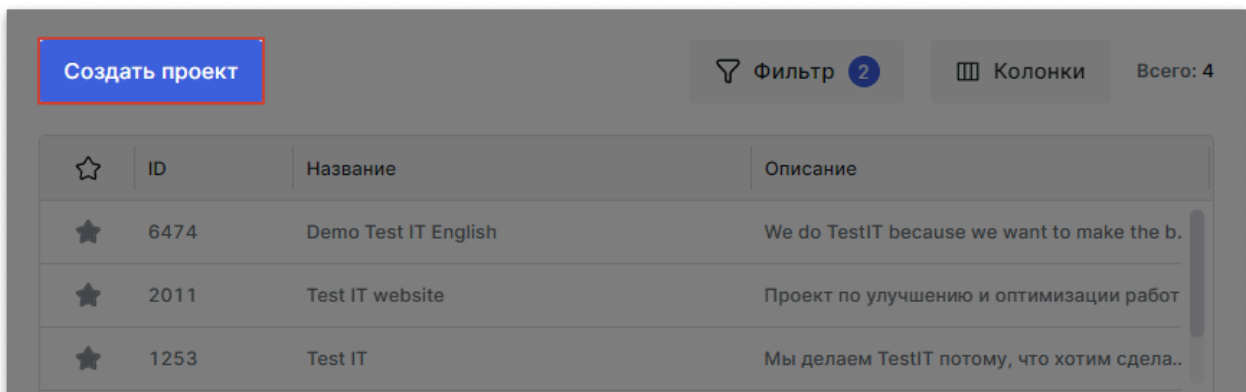 Создать проект Фильтр 2 Колонки Всего: 4
ID Название Описание
6474 Demo Test IT English We do TestIT because we want to make the b.
2011 Test IT website Проект по улучшению и оптимизации работ
1253 Test IT Мы делаем TestIT потому, что хотим сдела..